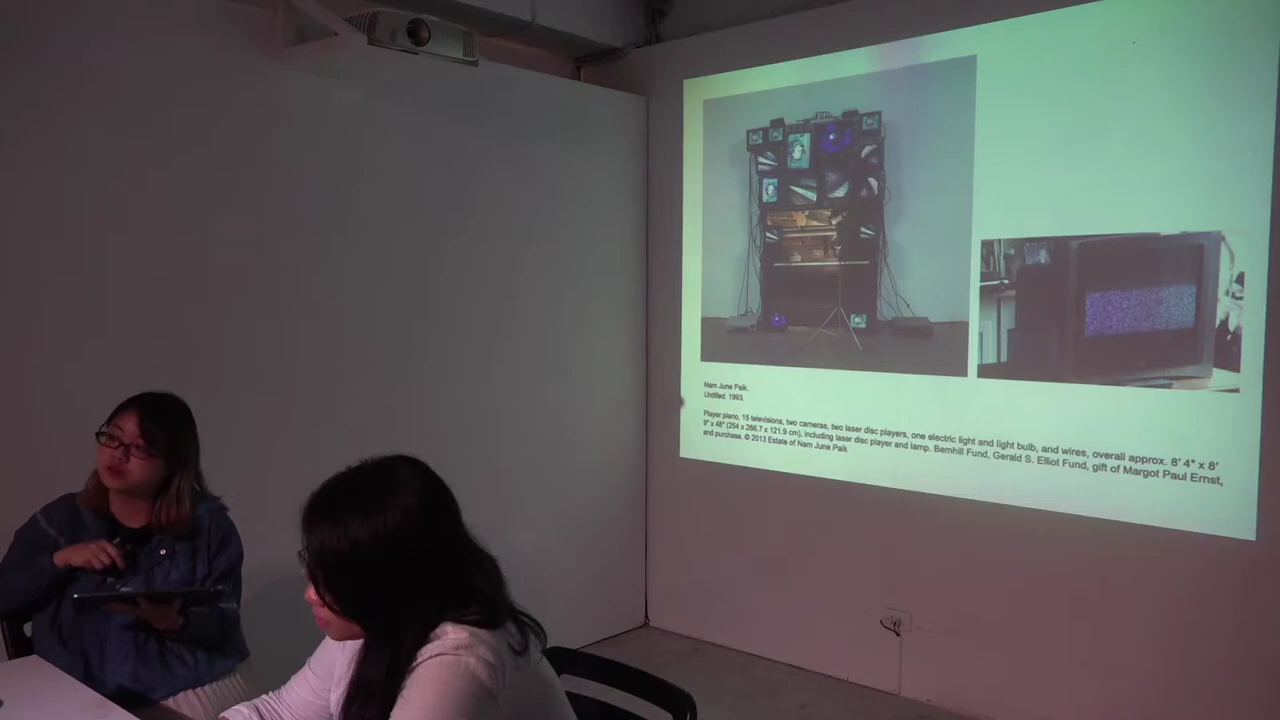 Nam June Paik.
Untitled. 1993.
Player piano, 15 televisions, two cameras, two laser disc players, one electric light and light bulb, and wires, overall approx. 8' 4" x 8'
9" x 48" (254 x 266.7 x 121.9 cm), including laser disc player and lamp. Bernhill Fund, Gerald S. Elliot Fund, gift of Margot Paul Ernst,
and purchase. © 2013 Estate of Nam June Paik